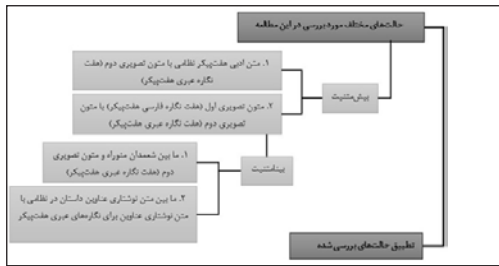 حالت‌های مختلف مورد بررسی در این مطالعه
۱. متن ادبی هفت‌پیکر نظامی با متون تصویری دوم (هفت
نگاره عبری هفت‌پیکر)
بیش‌متنیت
۲. متون تصویری اول (هفت نگاره فارسی هفت‌پیکر) با متون
تصویری دوم (هفت نگاره عبری هفت‌پیکر)
۱. ما بین شمعدان منوراه و متون تصویری
دوم (هفت نگاره عبری هفت‌پیکر)
بینامتنیت
۲. ما بین متن نوشتاری عناوین داستان در نظامی با
متن نوشتاری عناوین برای نگاره‌های عبری هفت‌پیکر
تطبیق حالت‌های بررسی شده